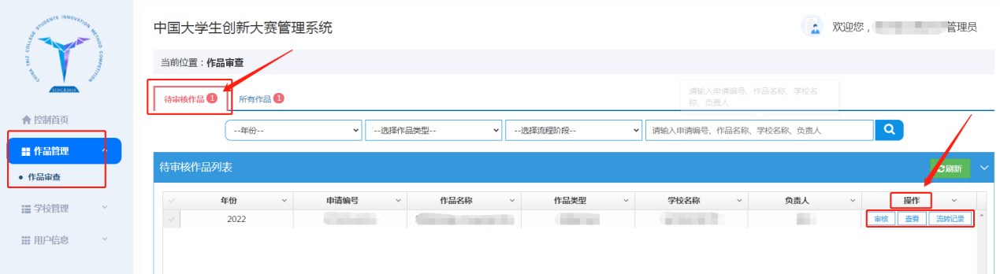 CHINA TRIZ COLLEGE STUDENTS INNOVATION METHOD COMPETITION
中国大学生创新大赛管理系统
欢迎您，
管理员
当前位置：作品审查
待审核作品 1
所有作品 1
请输入申请编号、作品名称、学校名
称、负责人
控制首页
作品管理
作品审查
学校管理
用户信息
--年份--
--选择作品类型--
--选择流程阶段--
请输入申请编号、作品名称、学校名称、负责人
待审核作品列表
刷新
年份
申请编号
作品名称
作品类型
学校名称
负责人
操作
2022
审核
查看
流转记录